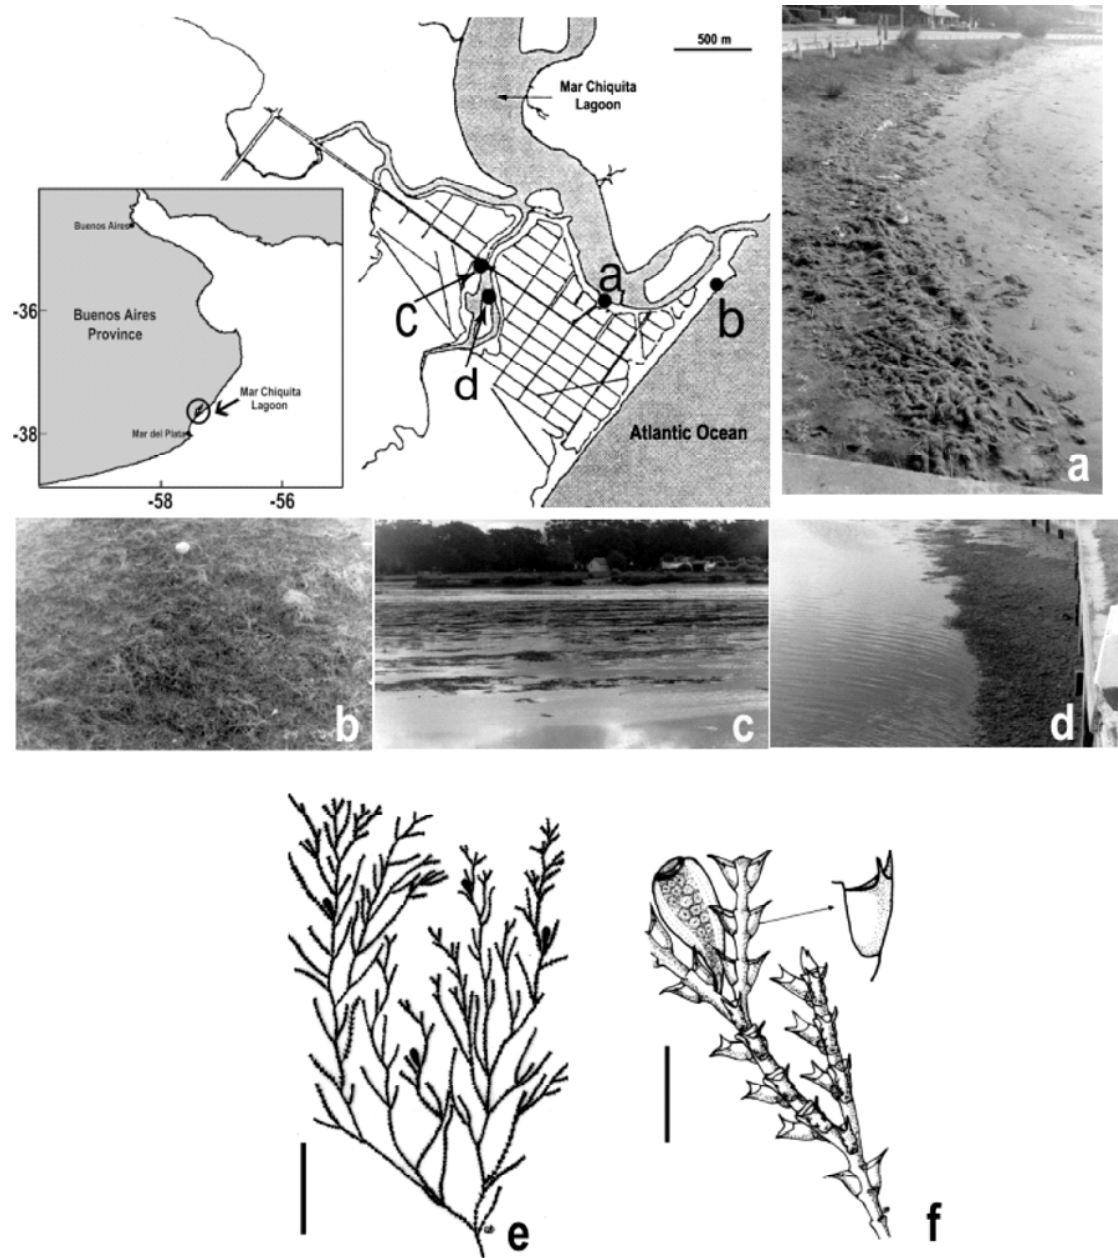 500 m
Mar Chiquita
Lagoon
Buenos Aires
-36
Buenos Aires
Province
Mar Chiquita
Lagoon
-38
Mar del Plata
-58
-56
a
b
c
d
Atlantic Ocean
a
b
c
d
e
f